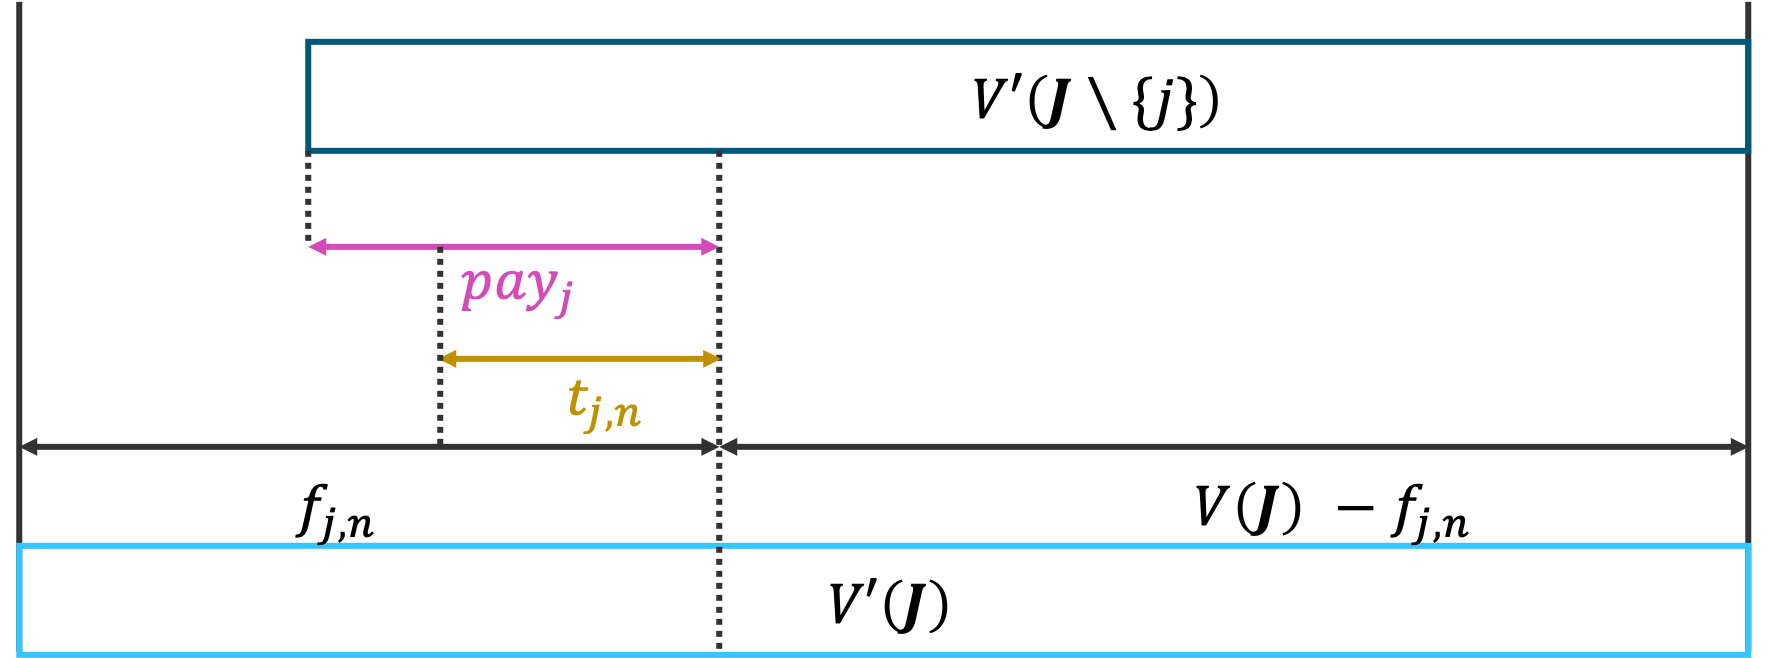 V′(J \ {j})
pay_j
t_{j,n}
f_{j,n}
V(J) − f_{j,n}
V′(J)